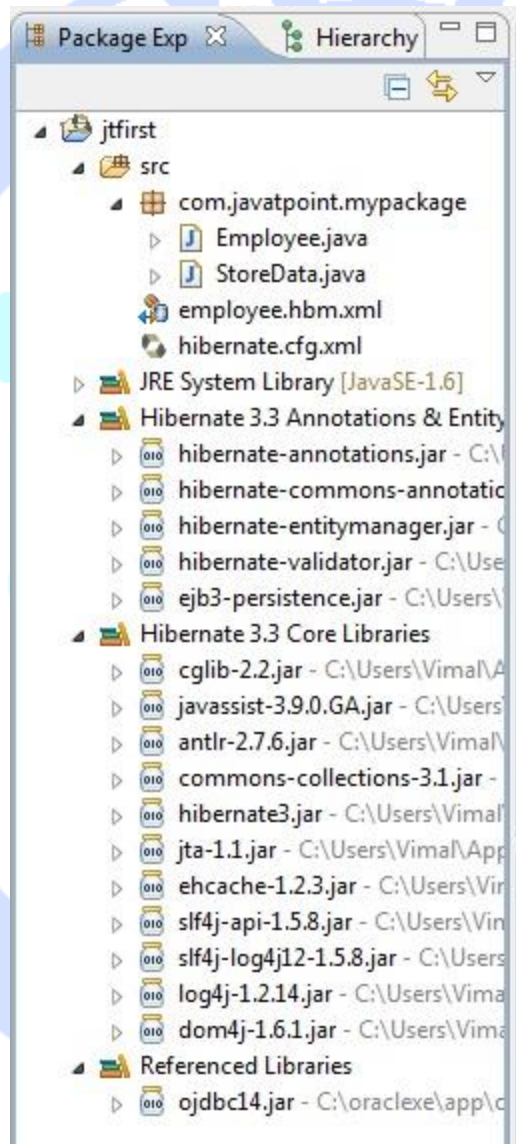 Package Exp Hierarchy
jtfirst
src
com.javatpoint.mypackage
Employee.java
StoreData.java
employee.hbm.xml
hibernate.cfg.xml
JRE System Library [JavaSE-1.6]
Hibernate 3.3 Annotations & Entity
hibernate-annotations.jar - C:\
hibernate-commons-annotatio
hibernate-entitymanager.jar -
hibernate-validator.jar - C:\Use
ejb3-persistence.jar - C:\Users\
Hibernate 3.3 Core Libraries
cglib-2.2.jar - C:\Users\Vimal\A
javassist-3.9.0.GA.jar - C:\Users
antlr-2.7.6.jar - C:\Users\Vimal\
commons-collections-3.1.jar -
hibernate3.jar - C:\Users\Vimal
jta-1.1.jar - C:\Users\Vimal\App
ehcache-1.2.3.jar - C:\Users\Vir
slf4j-api-1.5.8.jar - C:\Users\Vin
slf4j-log4j12-1.5.8.jar - C:\Users
log4j-1.2.14.jar - C:\Users\Vima
dom4j-1.6.1.jar - C:\Users\Vima
Referenced Libraries
ojdbc14.jar - C:\oraclexe\app\o